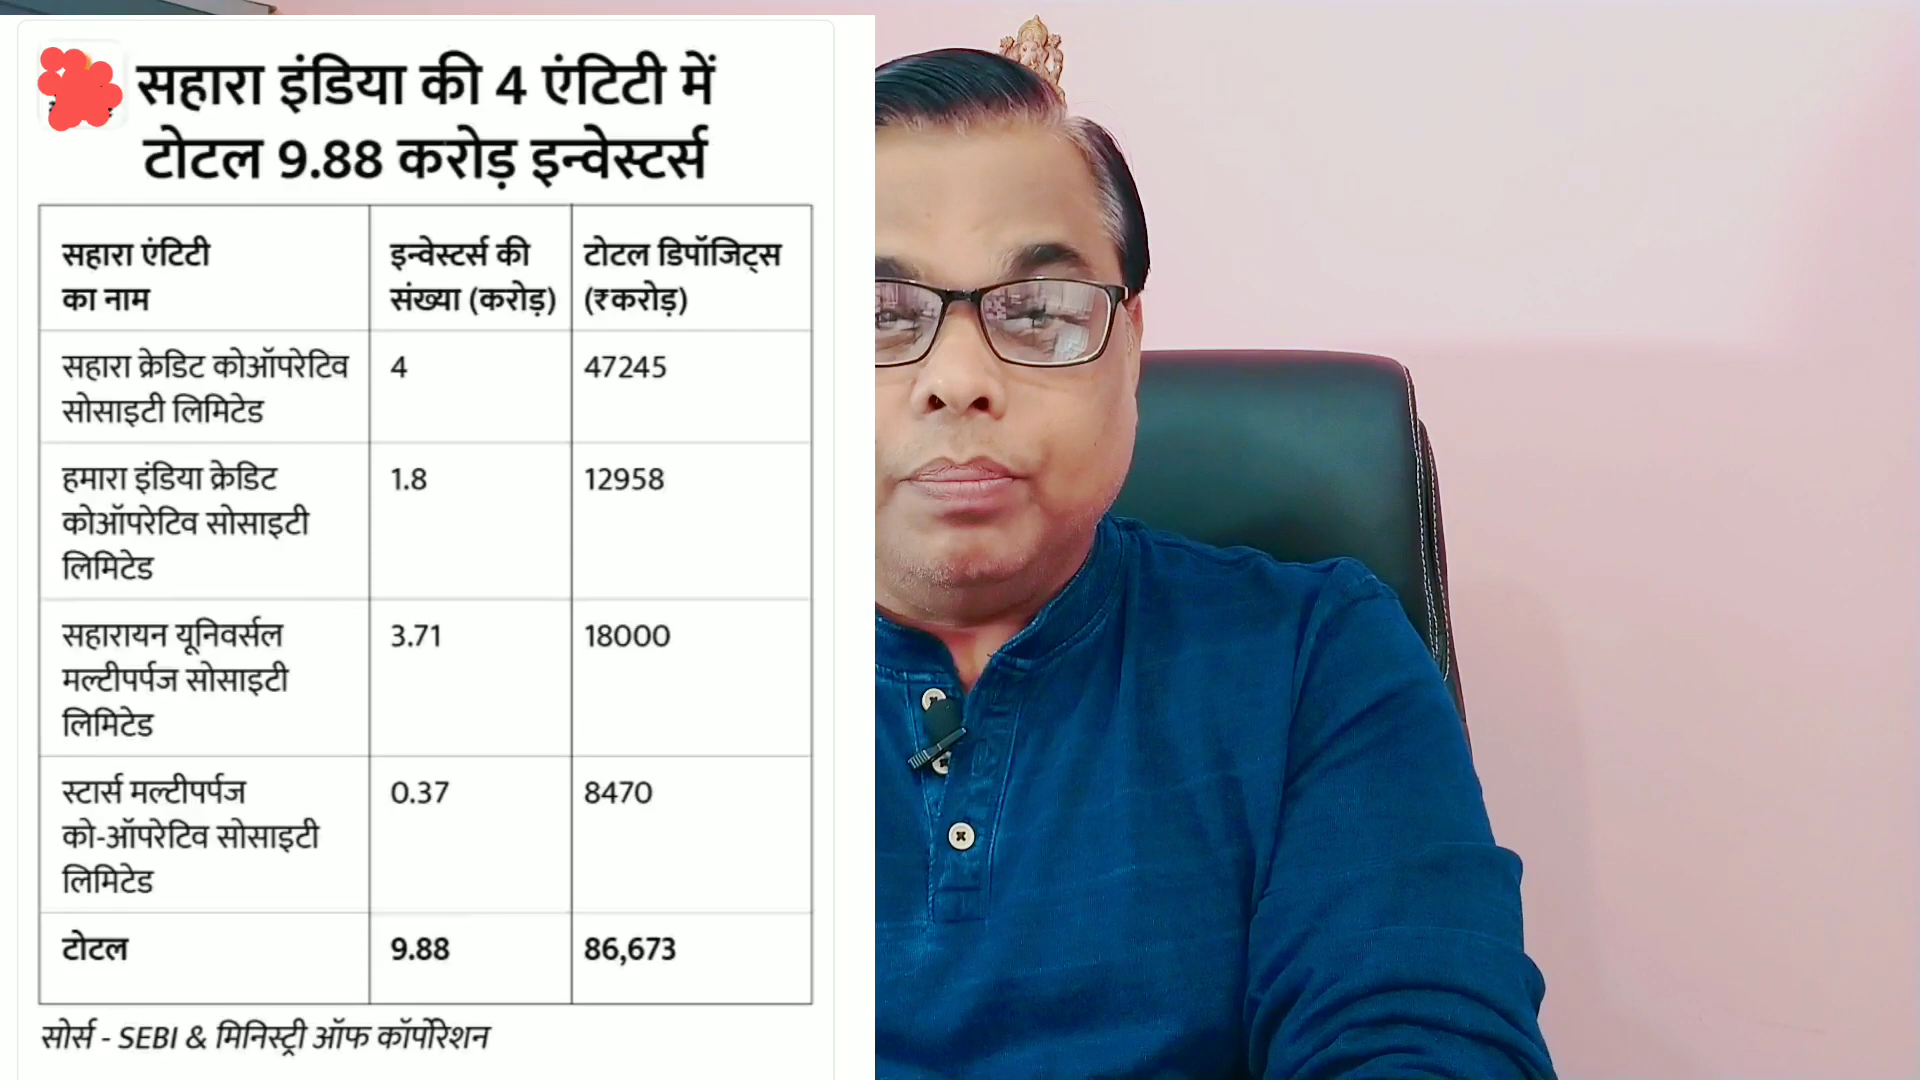 सहारा इंडिया की 4 एंटिटी में
टोटल 9.88 करोड़ इन्वेस्टर्स
सहारा एंटिटी
का नाम
इन्वेस्टर्स की
संख्या (करोड़)
टोटल डिपॉजिट्स
(₹करोड़)
सहारा क्रेडिट कोऑपरेटिव
सोसाइटी लिमिटेड
4
47245
हमारा इंडिया क्रेडिट
कोऑपरेटिव सोसाइटी
लिमिटेड
1.8
12958
सहारायन यूनिवर्सल
मल्टीपर्पज सोसाइटी
लिमिटेड
3.71
18000
स्टार्स मल्टीपर्पज
को-ऑपरेटिव सोसाइटी
लिमिटेड
0.37
8470
टोटल
9.88
86,673
सोर्स - SEBI & मिनिस्ट्री ऑफ कॉर्पोरेशन